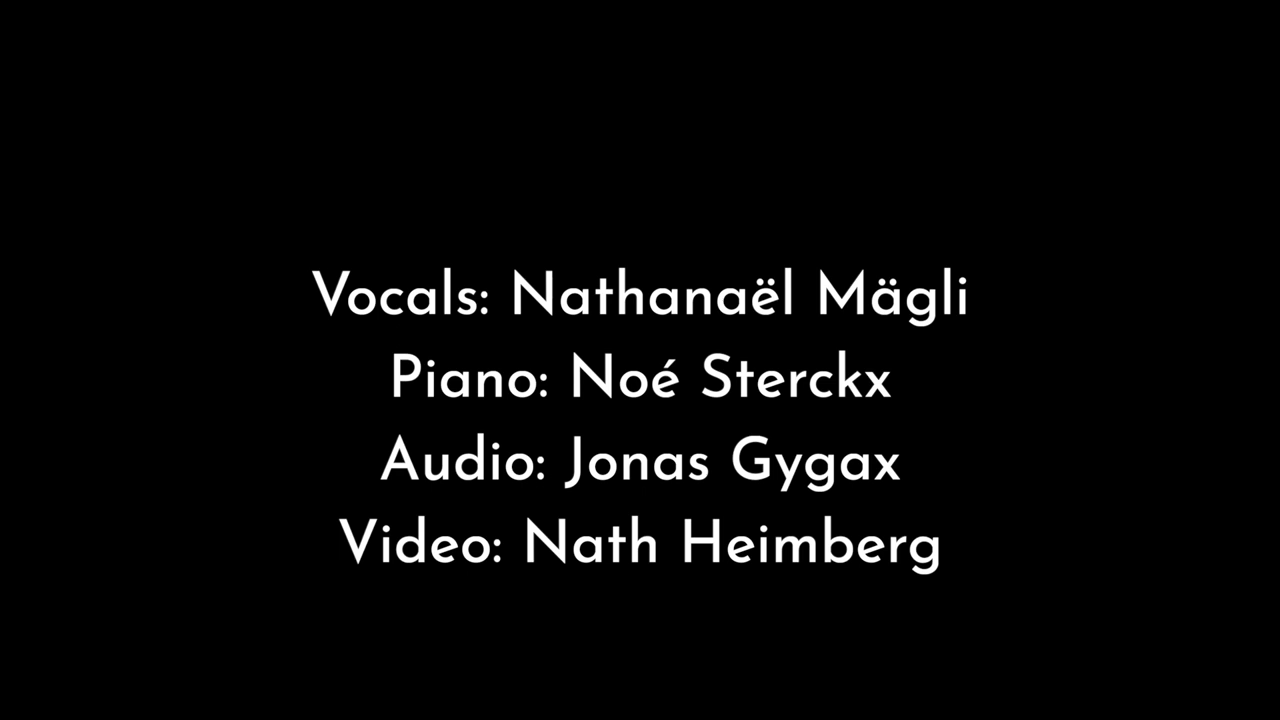 Vocals: Nathanaël Mägli
Piano: Noé Sterckx
Audio: Jonas Gygax
Video: Nath Heimberg